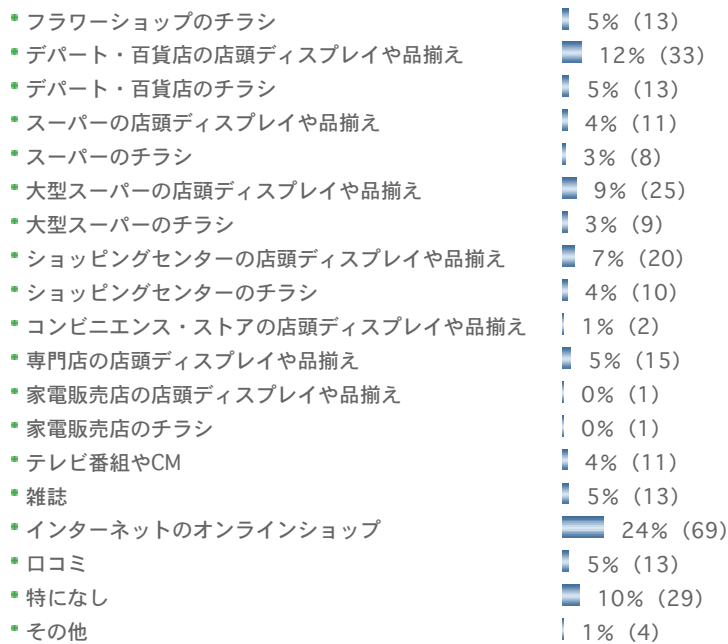 フラワーショップのチラシ 5%（13）
デパート・百貨店の店頭ディスプレイや品揃え 12%（33）
デパート・百貨店のチラシ 5%（13）
スーパーの店頭ディスプレイや品揃え 4%（11）
スーパーのチラシ 3%（8）
大型スーパーの店頭ディスプレイや品揃え 9%（25）
大型スーパーのチラシ 3%（9）
ショッピングセンターの店頭ディスプレイや品揃え 7%（20）
ショッピングセンターのチラシ 4%（10）
コンビニエンス・ストアの店頭ディスプレイや品揃え 1%（2）
専門店の店頭ディスプレイや品揃え 5%（15）
家電販売店の店頭ディスプレイや品揃え 0%（1）
家電販売店のチラシ 0%（1）
テレビ番組やCM 4%（11）
雑誌 5%（13）
インターネットのオンラインショップ 24%（69）
口コミ 5%（13）
特になし 10%（29）
その他 1%（4）